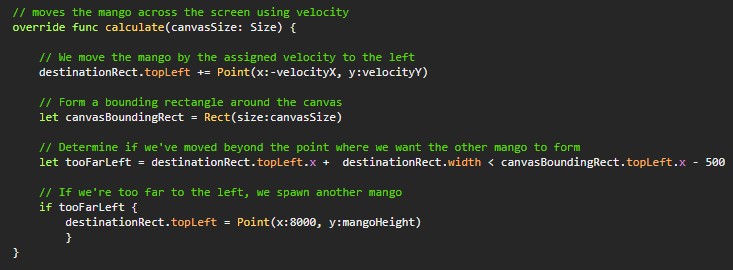 // moves the mango across the screen using velocity
override func calculate(canvasSize: Size) {
// We move the mango by the assigned velocity to the left
destinationRect.topLeft += Point(x:-velocityX, y:velocityY)
// Form a bounding rectangle around the canvas
let canvasBoundingRect = Rect(size:canvasSize)
// Determine if we've moved beyond the point where we want the other mango to form
let tooFarLeft = destinationRect.topLeft.x +  destinationRect.width < canvasBoundingRect.topLeft.x - 500
// If we're too far to the left, we spawn another mango
if tooFarLeft {
destinationRect.topLeft = Point(x:8000, y:mangoHeight)
}
}